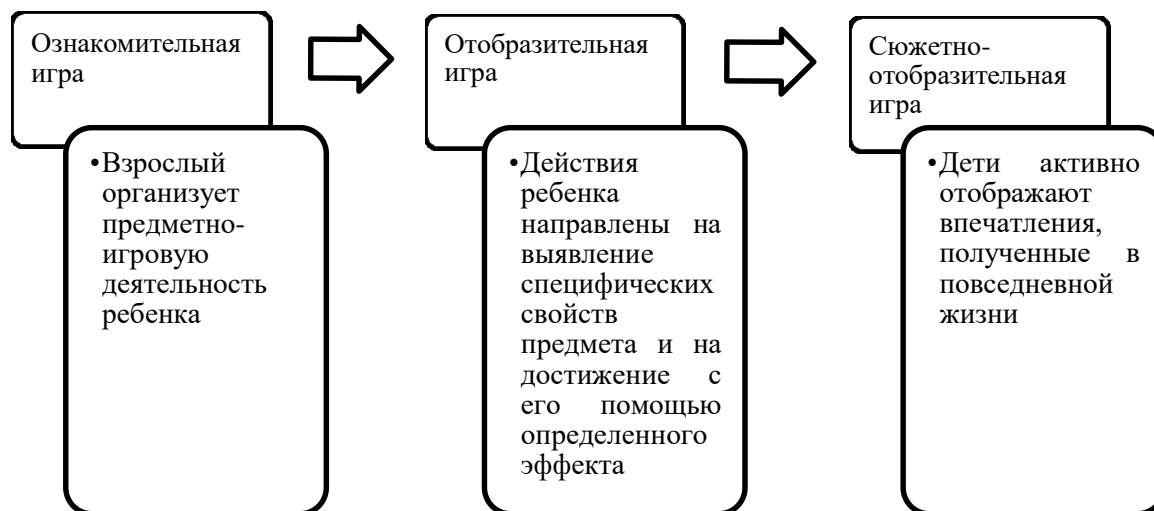 Ознакомительная
игра
•Взрослый
организует
предметно-
игровую
деятельность
ребенка
Отобразительная
игра
•Действия
ребенка
направлены на
выявление
специфических
свойств
предмета и на
достижение с
его помощью
определенного
эффекта
Сюжетно-
отобразительная
игра
•Дети активно
отображают
впечатления,
полученные в
повседневной
жизни